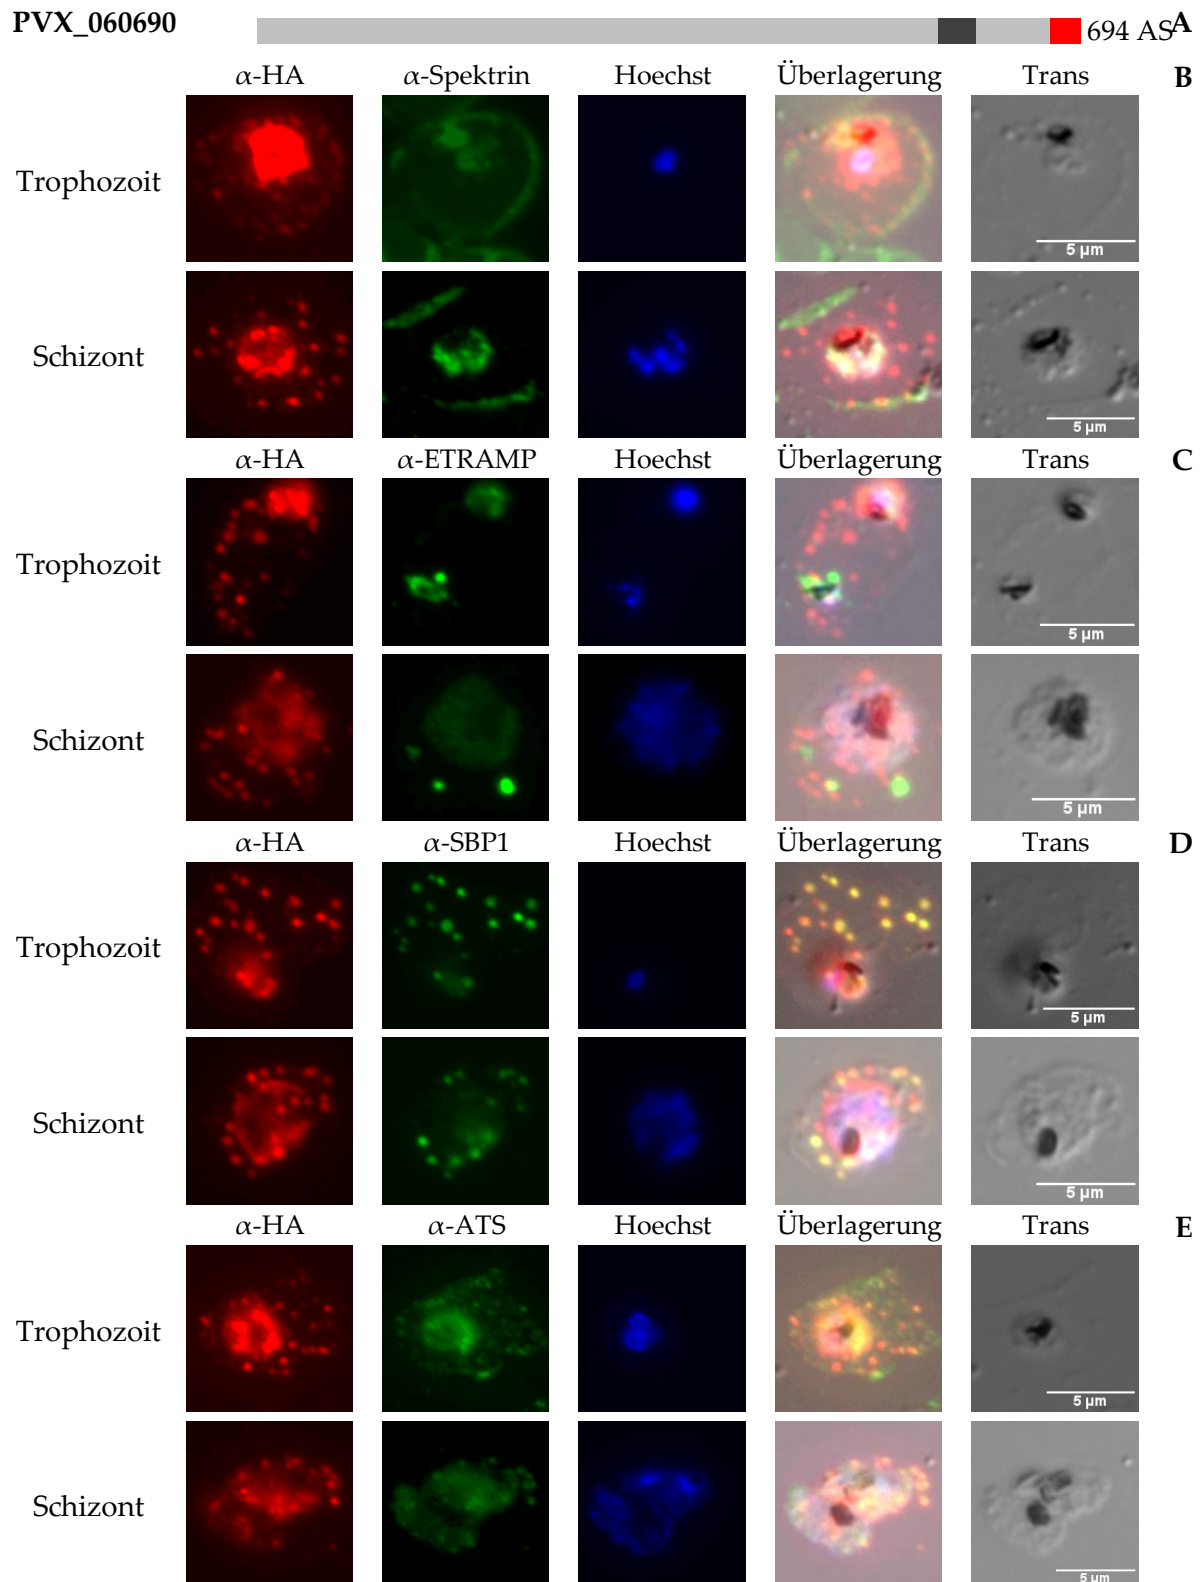 PVX_060690 694 AS A
α-HA α-Spektrin Hoechst Überlagerung Trans B
Trophozoit
5 µm
Schizont
5 µm
α-HA α-ETRAMP Hoechst Überlagerung Trans C
Trophozoit
5 µm
Schizont
5 µm
α-HA α-SBP1 Hoechst Überlagerung Trans D
Trophozoit
5 µm
Schizont
5 µm
α-HA α-ATS Hoechst Überlagerung Trans E
Trophozoit
5 µm
Schizont
5 µm